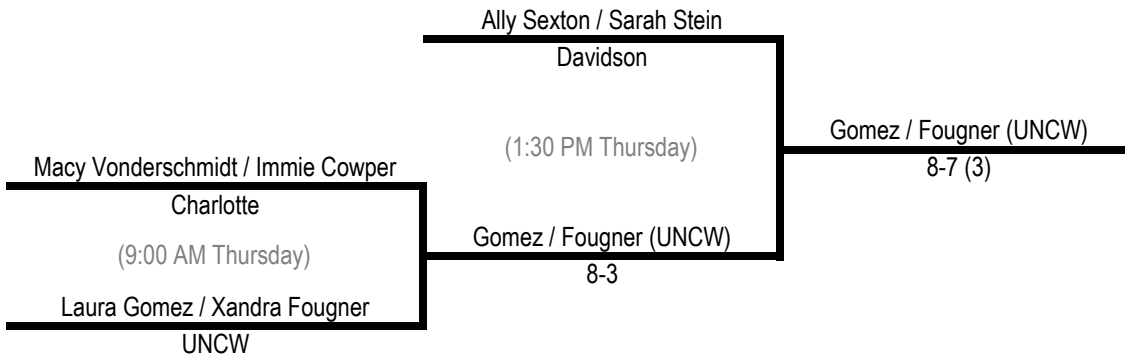 Ally Sexton / Sarah Stein
Davidson
(1:30 PM Thursday)
Gomez / Fougner (UNCW)
8-7 (3)
Macy Vonderschmidt / Immie Cowper
Charlotte
(9:00 AM Thursday)
Gomez / Fougner (UNCW)
8-3
Laura Gomez / Xandra Fougner
UNCW